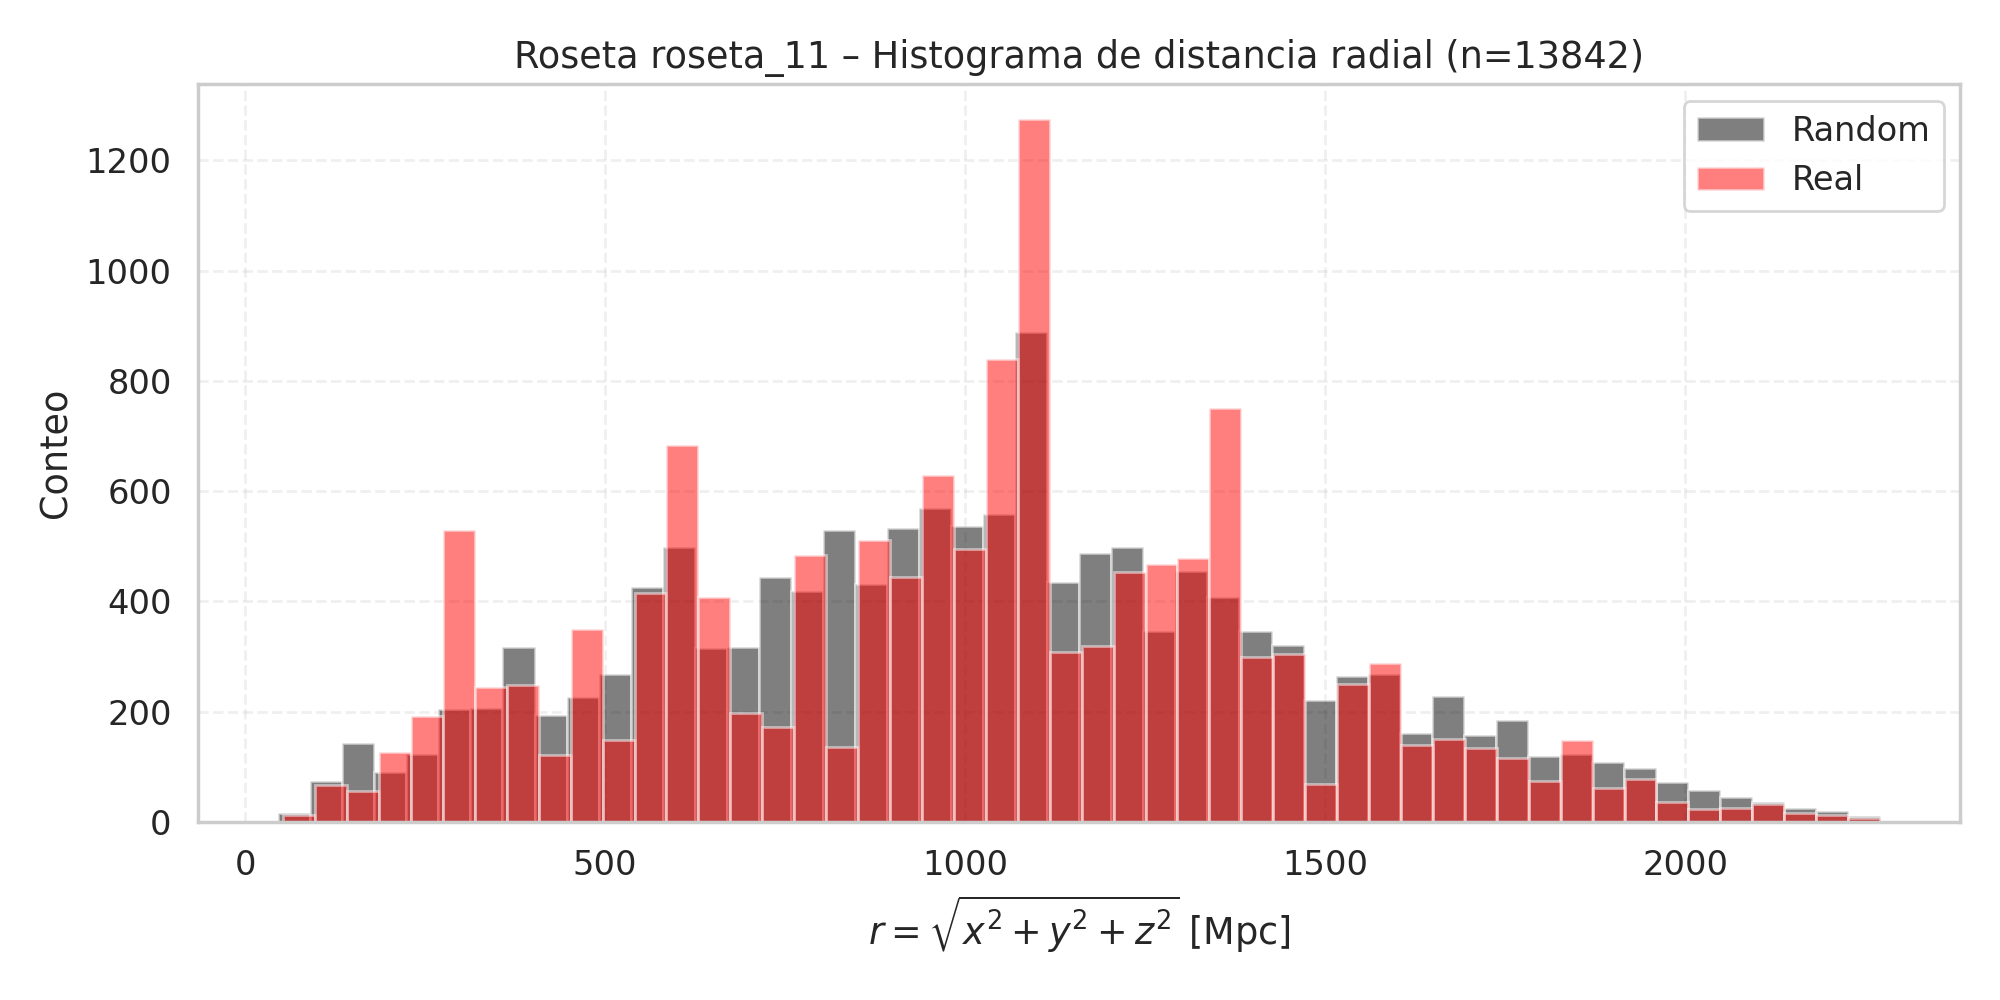 Roseta roseta_11 – Histograma de distancia radial (n=13842)
Random
Real
1200
1000
800
600
400
200
0
Conteo
0 500 1000 1500 2000
r = √x² + y² + z² [Mpc]